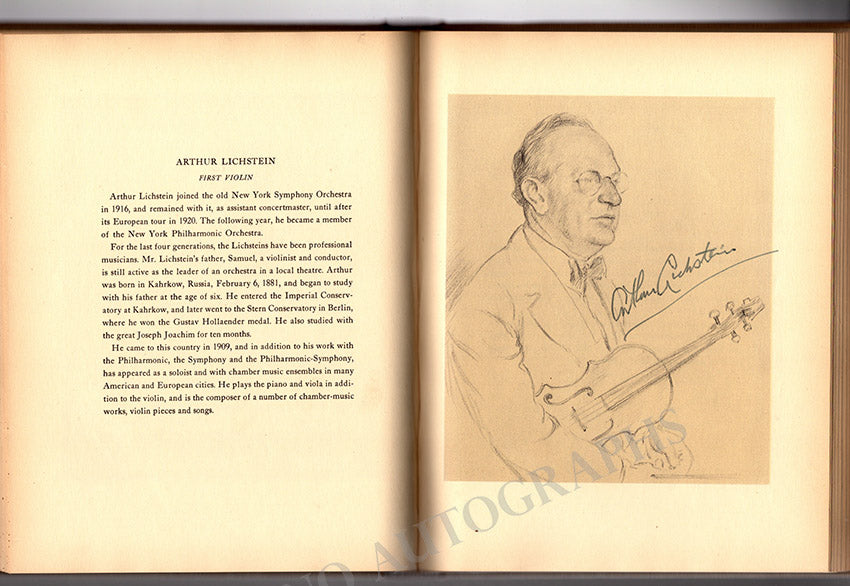 ARTHUR LICHSTEIN
FIRST VIOLIN
Arthur Lichstein joined the old New York Symphony Orchestra
in 1916, and remained with it, as assistant concertmaster, until after
its European tour in 1920. The following year, he became a member
of the New York Philharmonic Orchestra.
For the last four generations, the Lichsteins have been professional
musicians. Mr. Lichstein's father, Samuel, a violinist and conductor,
is still active as the leader of an orchestra in a local theatre. Arthur
was born in Kahrkow, Russia, February 6, 1881, and began to study
with his father at the age of six. He entered the Imperial Conserv-
atory at Kahrkow, and later went to the Stern Conservatory in Berlin,
where he won the Gustav Hollaender medal. He also studied with
the great Joseph Joachim for ten months.
He came to this country in 1909, and in addition to his work with
the Philharmonic, the Symphony and the Philharmonic-Symphony,
has appeared as a soloist and with chamber music ensembles in many
American and European cities. He plays the piano and viola in addi-
tion to the violin, and is the composer of a number of chamber-music
works, violin pieces and songs.
Arthur Lichstein
AUTOGRAPHS